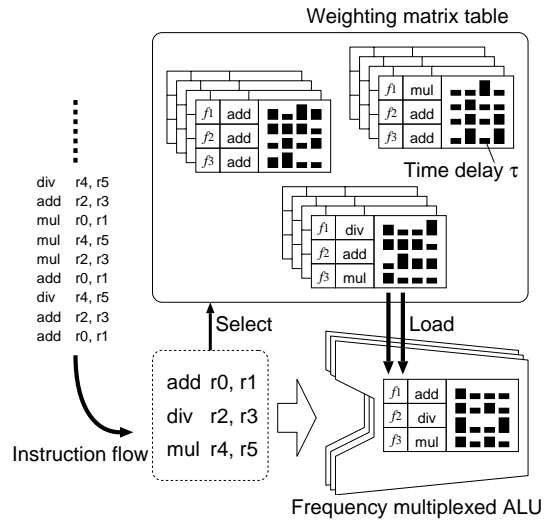 Weighting matrix table
f1 add
f2 add
f3 add
f1 mul
f2 add
f3 add
Time delay τ
f1 div
f2 add
f3 mul
div r4, r5
add r2, r3
mul r0, r1
mul r4, r5
mul r2, r3
add r0, r1
div r4, r5
add r2, r3
add r0, r1
Select
Load
add r0, r1
div r2, r3
mul r4, r5
f1 add
f2 div
f3 mul
Instruction flow
Frequency multiplexed ALU